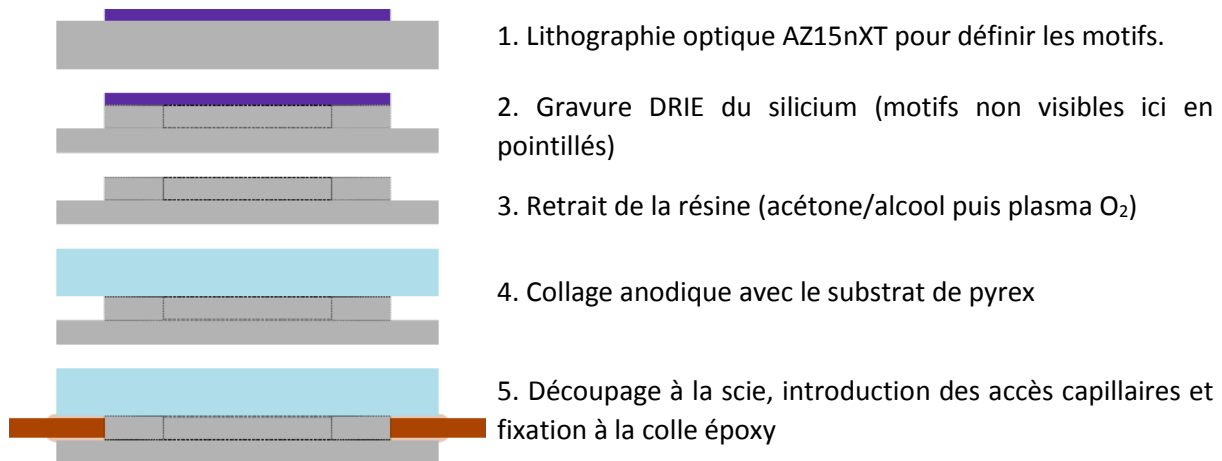 1. Lithographie optique AZ15nXT pour définir les motifs.
2. Gravure DRIE du silicium (motifs non visibles ici en
pointillés)
3. Retrait de la résine (acétone/alcool puis plasma O₂)
4. Collage anodique avec le substrat de pyrex
5. Découpage à la scie, introduction des accès capillaires et
fixation à la colle époxy